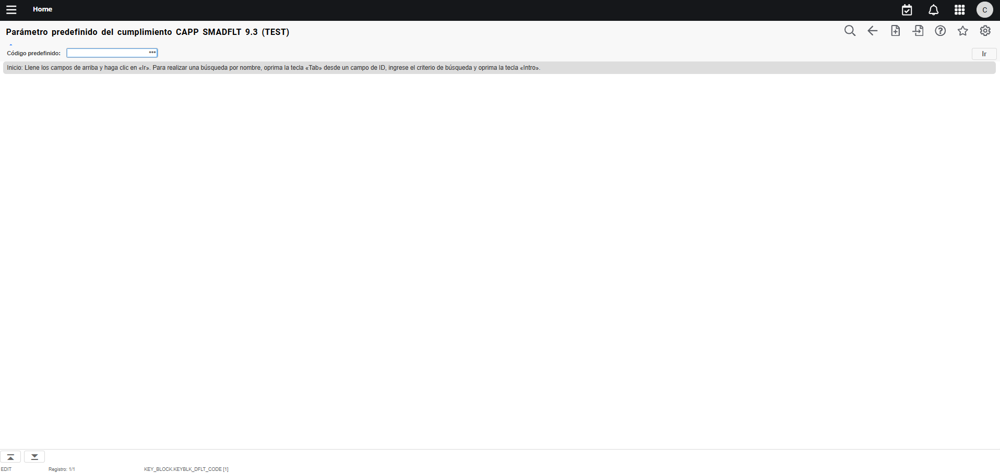 Home
C
Parámetro predefinido del cumplimiento CAPP SMADFLT 9.3 (TEST)
Código predefinido:
Ir
Inicio: Llene los campos de arriba y haga clic en «Ir». Para realizar una búsqueda por nombre, oprima la tecla «Tab» desde un campo de ID, ingrese el criterio de búsqueda y oprima la tecla «Intro».
EDIT
Registro: 1/1
KEY_BLOCK.KEYBLK_DFLT_CODE [1]